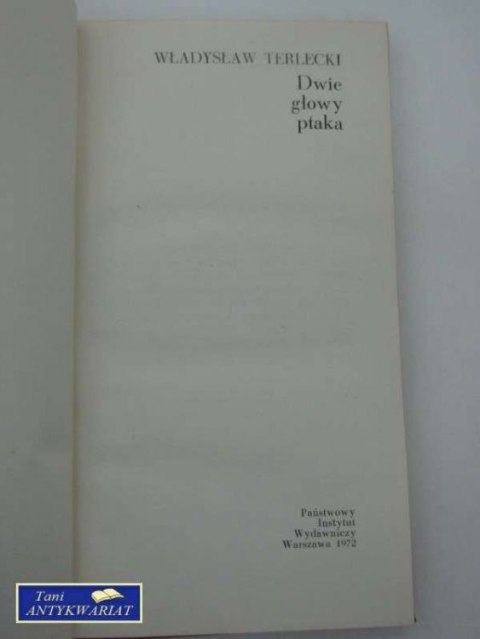 WŁADYSŁAW TERLECKI
Dwie
głowy
ptaka
Państwowy
Instytut
Wydawniczy
Warszawa 1972
Tani
ANTYKWARIAT